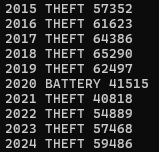 2015 THEFT 57352
2016 THEFT 61623
2017 THEFT 64386
2018 THEFT 65290
2019 THEFT 62497
2020 BATTERY 41515
2021 THEFT 40818
2022 THEFT 54889
2023 THEFT 57468
2024 THEFT 59486